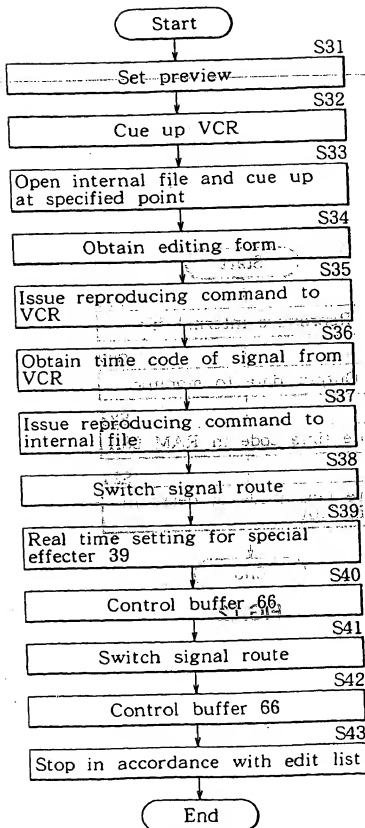 Start
S31
Set preview
S32
Cue up VCR
S33
Open internal file and cue up
at specified point
S34
Obtain editing form
S35
Issue reproducing command to
VCR
S36
Obtain time code of signal from
VCR
S37
Issue reproducing command to
internal file
S38
Switch signal route
S39
Real time setting for special
effecter 39
S40
Control buffer 66
S41
Switch signal route
S42
Control buffer 66
S43
Stop in accordance with edit list
End